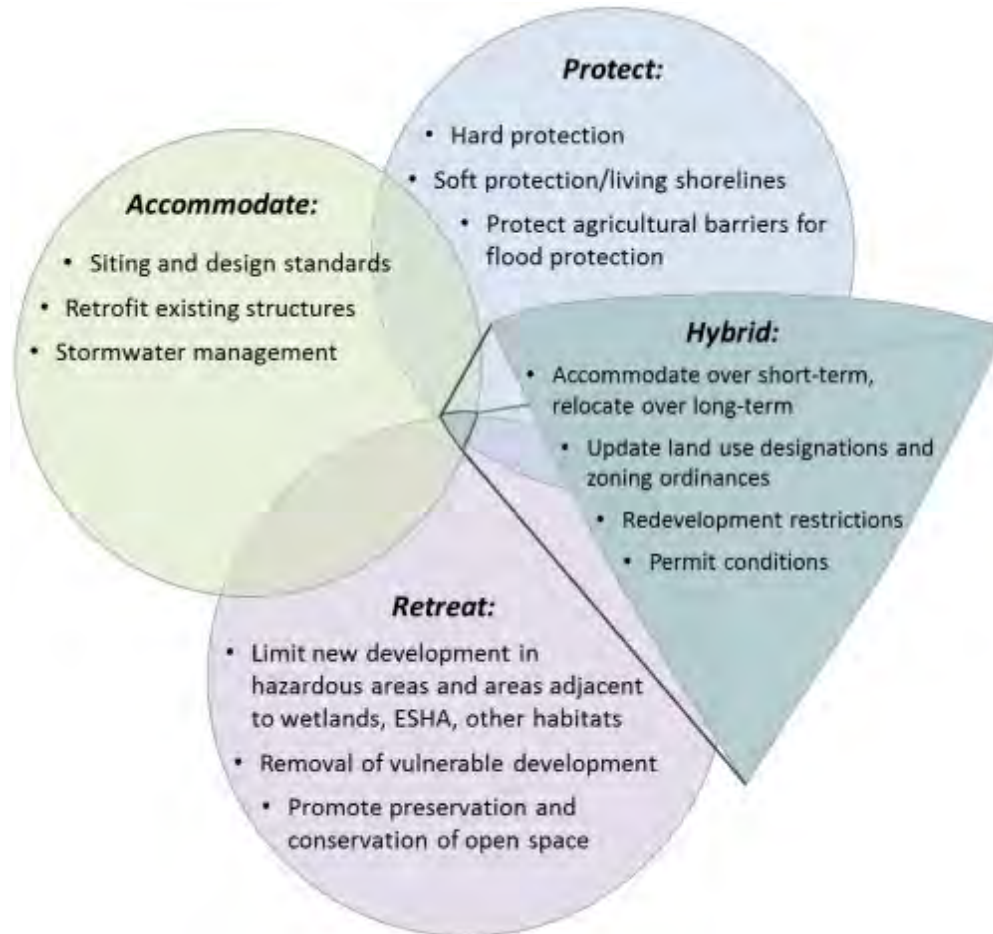 Protect:
• Hard protection
• Soft protection/living shorelines
• Protect agricultural barriers for
flood protection
Accommodate:
• Siting and design standards
• Retrofit existing structures
• Stormwater management
Hybrid:
• Accommodate over short-term,
relocate over long-term
• Update land use designations and
zoning ordinances
• Redevelopment restrictions
• Permit conditions
Retreat:
• Limit new development in
hazardous areas and areas adjacent
to wetlands, ESHA, other habitats
• Removal of vulnerable development
• Promote preservation and
conservation of open space